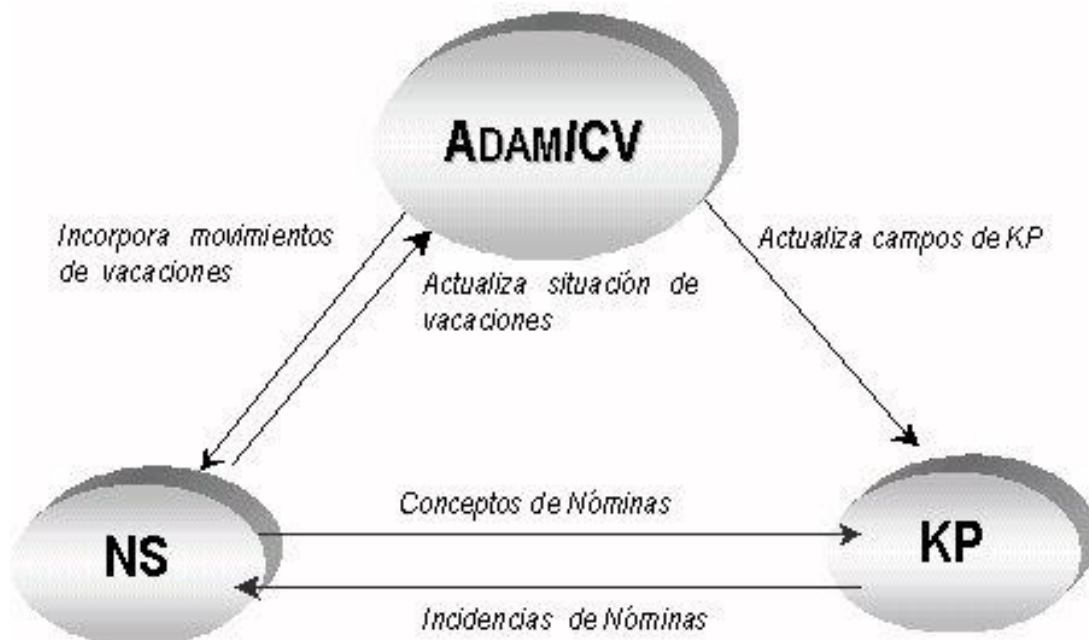 ADAM/CV
Incorpora movimientos
de vacaciones
Actualiza campos de KP
Actualiza situación de
vacaciones
Conceptos de Nóminas
NS
KP
Incidencias de Nóminas